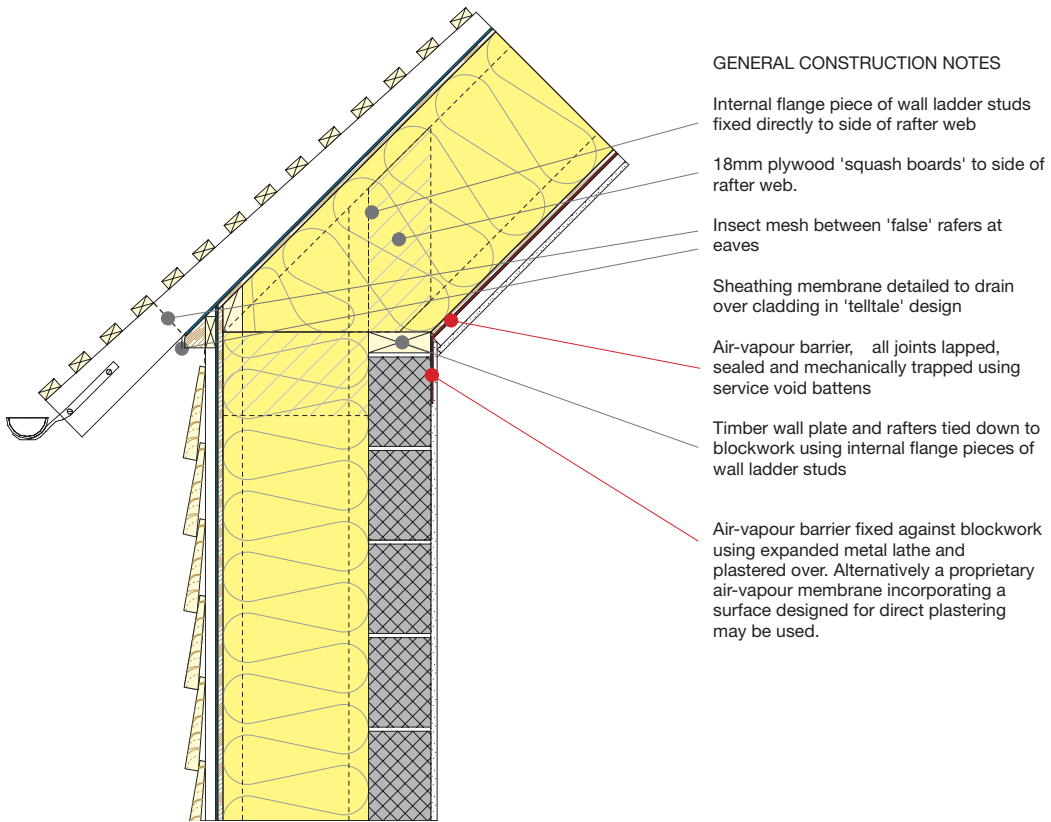 GENERAL CONSTRUCTION NOTES
Internal flange piece of wall ladder studs
fixed directly to side of rafter web
18mm plywood 'squash boards' to side of
rafter web.
Insect mesh between 'false' rafers at
eaves
Sheathing membrane detailed to drain
over cladding in 'telltale' design
Air-vapour barrier, all joints lapped,
sealed and mechanically trapped using
service void battens
Timber wall plate and rafters tied down to
blockwork using internal flange pieces of
wall ladder studs
Air-vapour barrier fixed against blockwork
using expanded metal lathe and
plastered over. Alternatively a proprietary
air-vapour membrane incorporating a
surface designed for direct plastering
may be used.